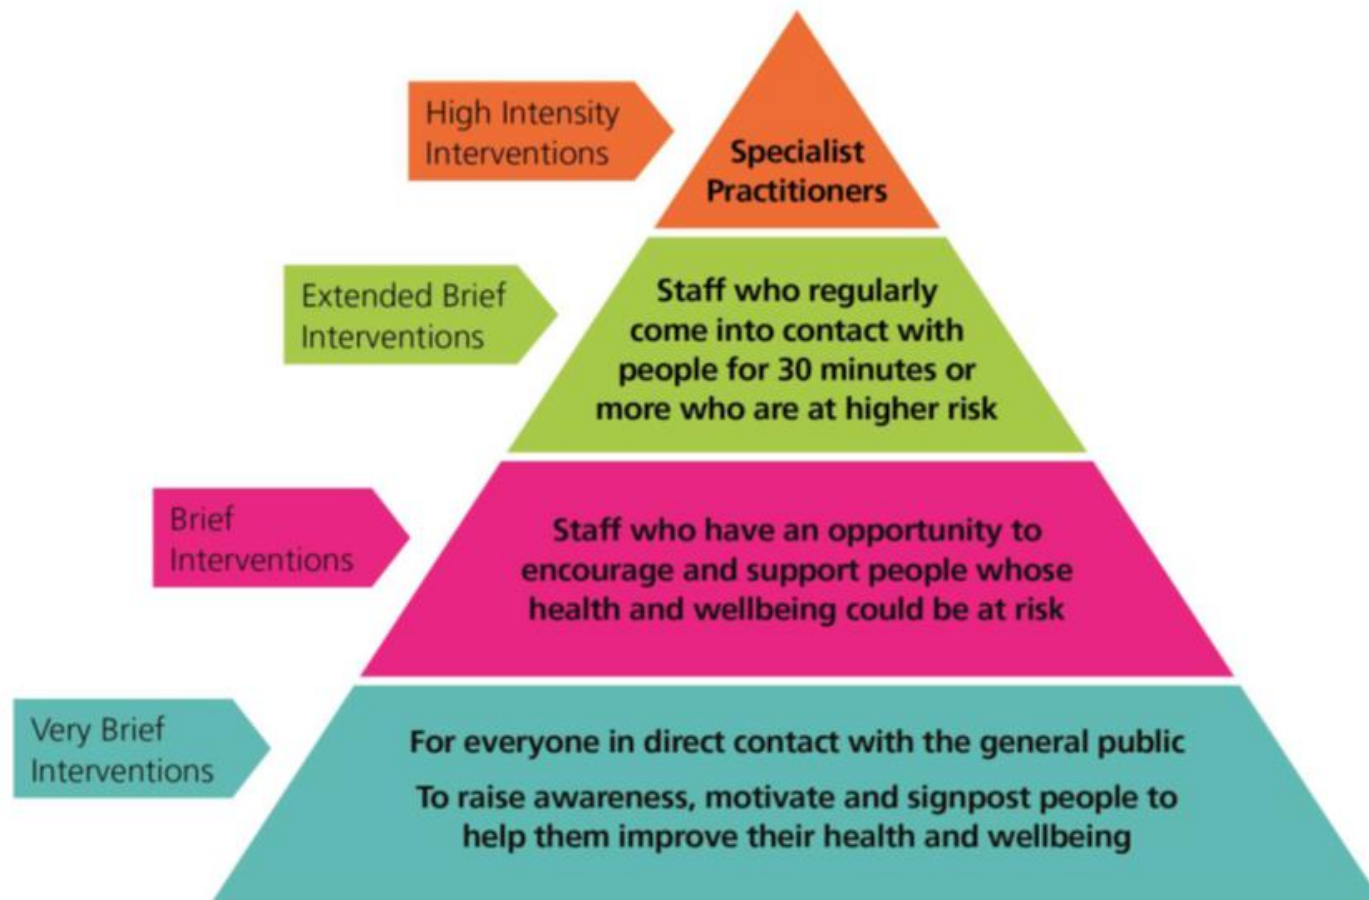 High Intensity
Interventions
Specialist
Practitioners
Extended Brief
Interventions
Staff who regularly
come into contact with
people for 30 minutes or
more who are at higher risk
Brief
Interventions
Staff who have an opportunity to
encourage and support people whose
health and wellbeing could be at risk
Very Brief
Interventions
For everyone in direct contact with the general public
To raise awareness, motivate and signpost people to
help them improve their health and wellbeing